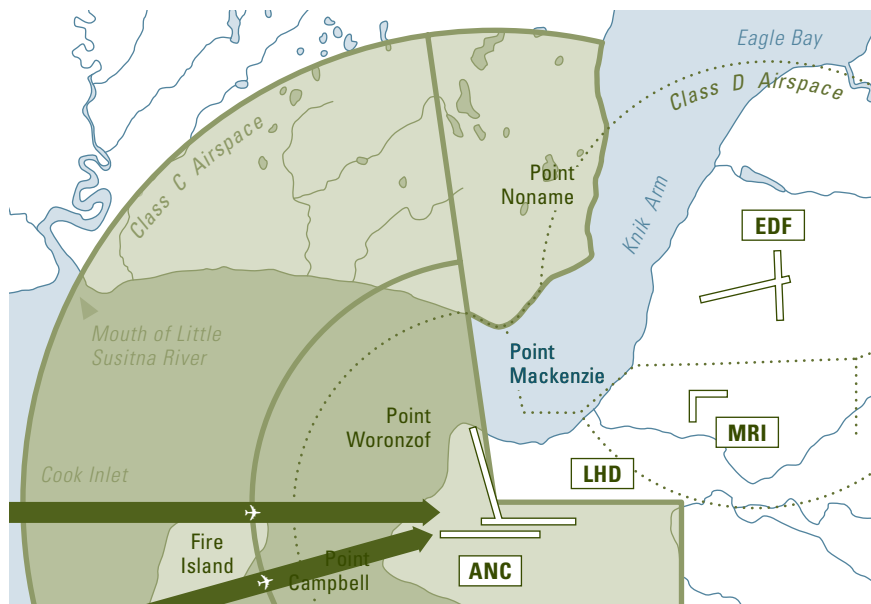 Eagle Bay
Class D Airspace
Class C Airspace
Point
Noname
Knik Arm
EDF
Mouth of Little
Susitna River
Point
Mackenzie
Point
Woronzof
MRI
Cook Inlet
LHD
Fire
Island
Point
Campbell
ANC